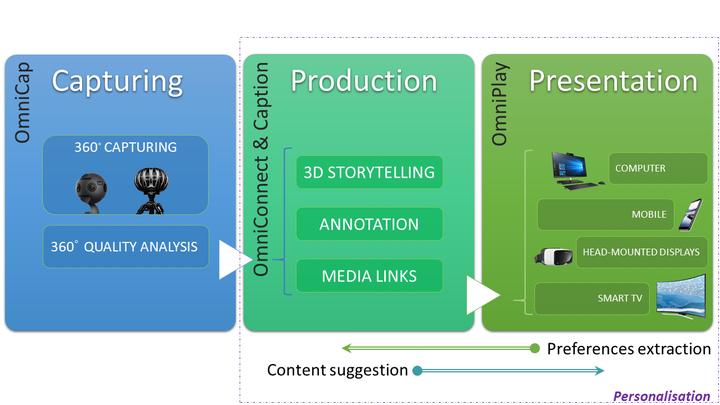 OmniCap
Capturing
360° CAPTURING
360° QUALITY ANALYSIS
OmniConnect & Caption
Production
3D STORYTELLING
ANNOTATION
MEDIA LINKS
OmniPlay
Presentation
COMPUTER
MOBILE
HEAD-MOUNTED DISPLAYS
SMART TV
Preferences extraction
Content suggestion
Personalisation